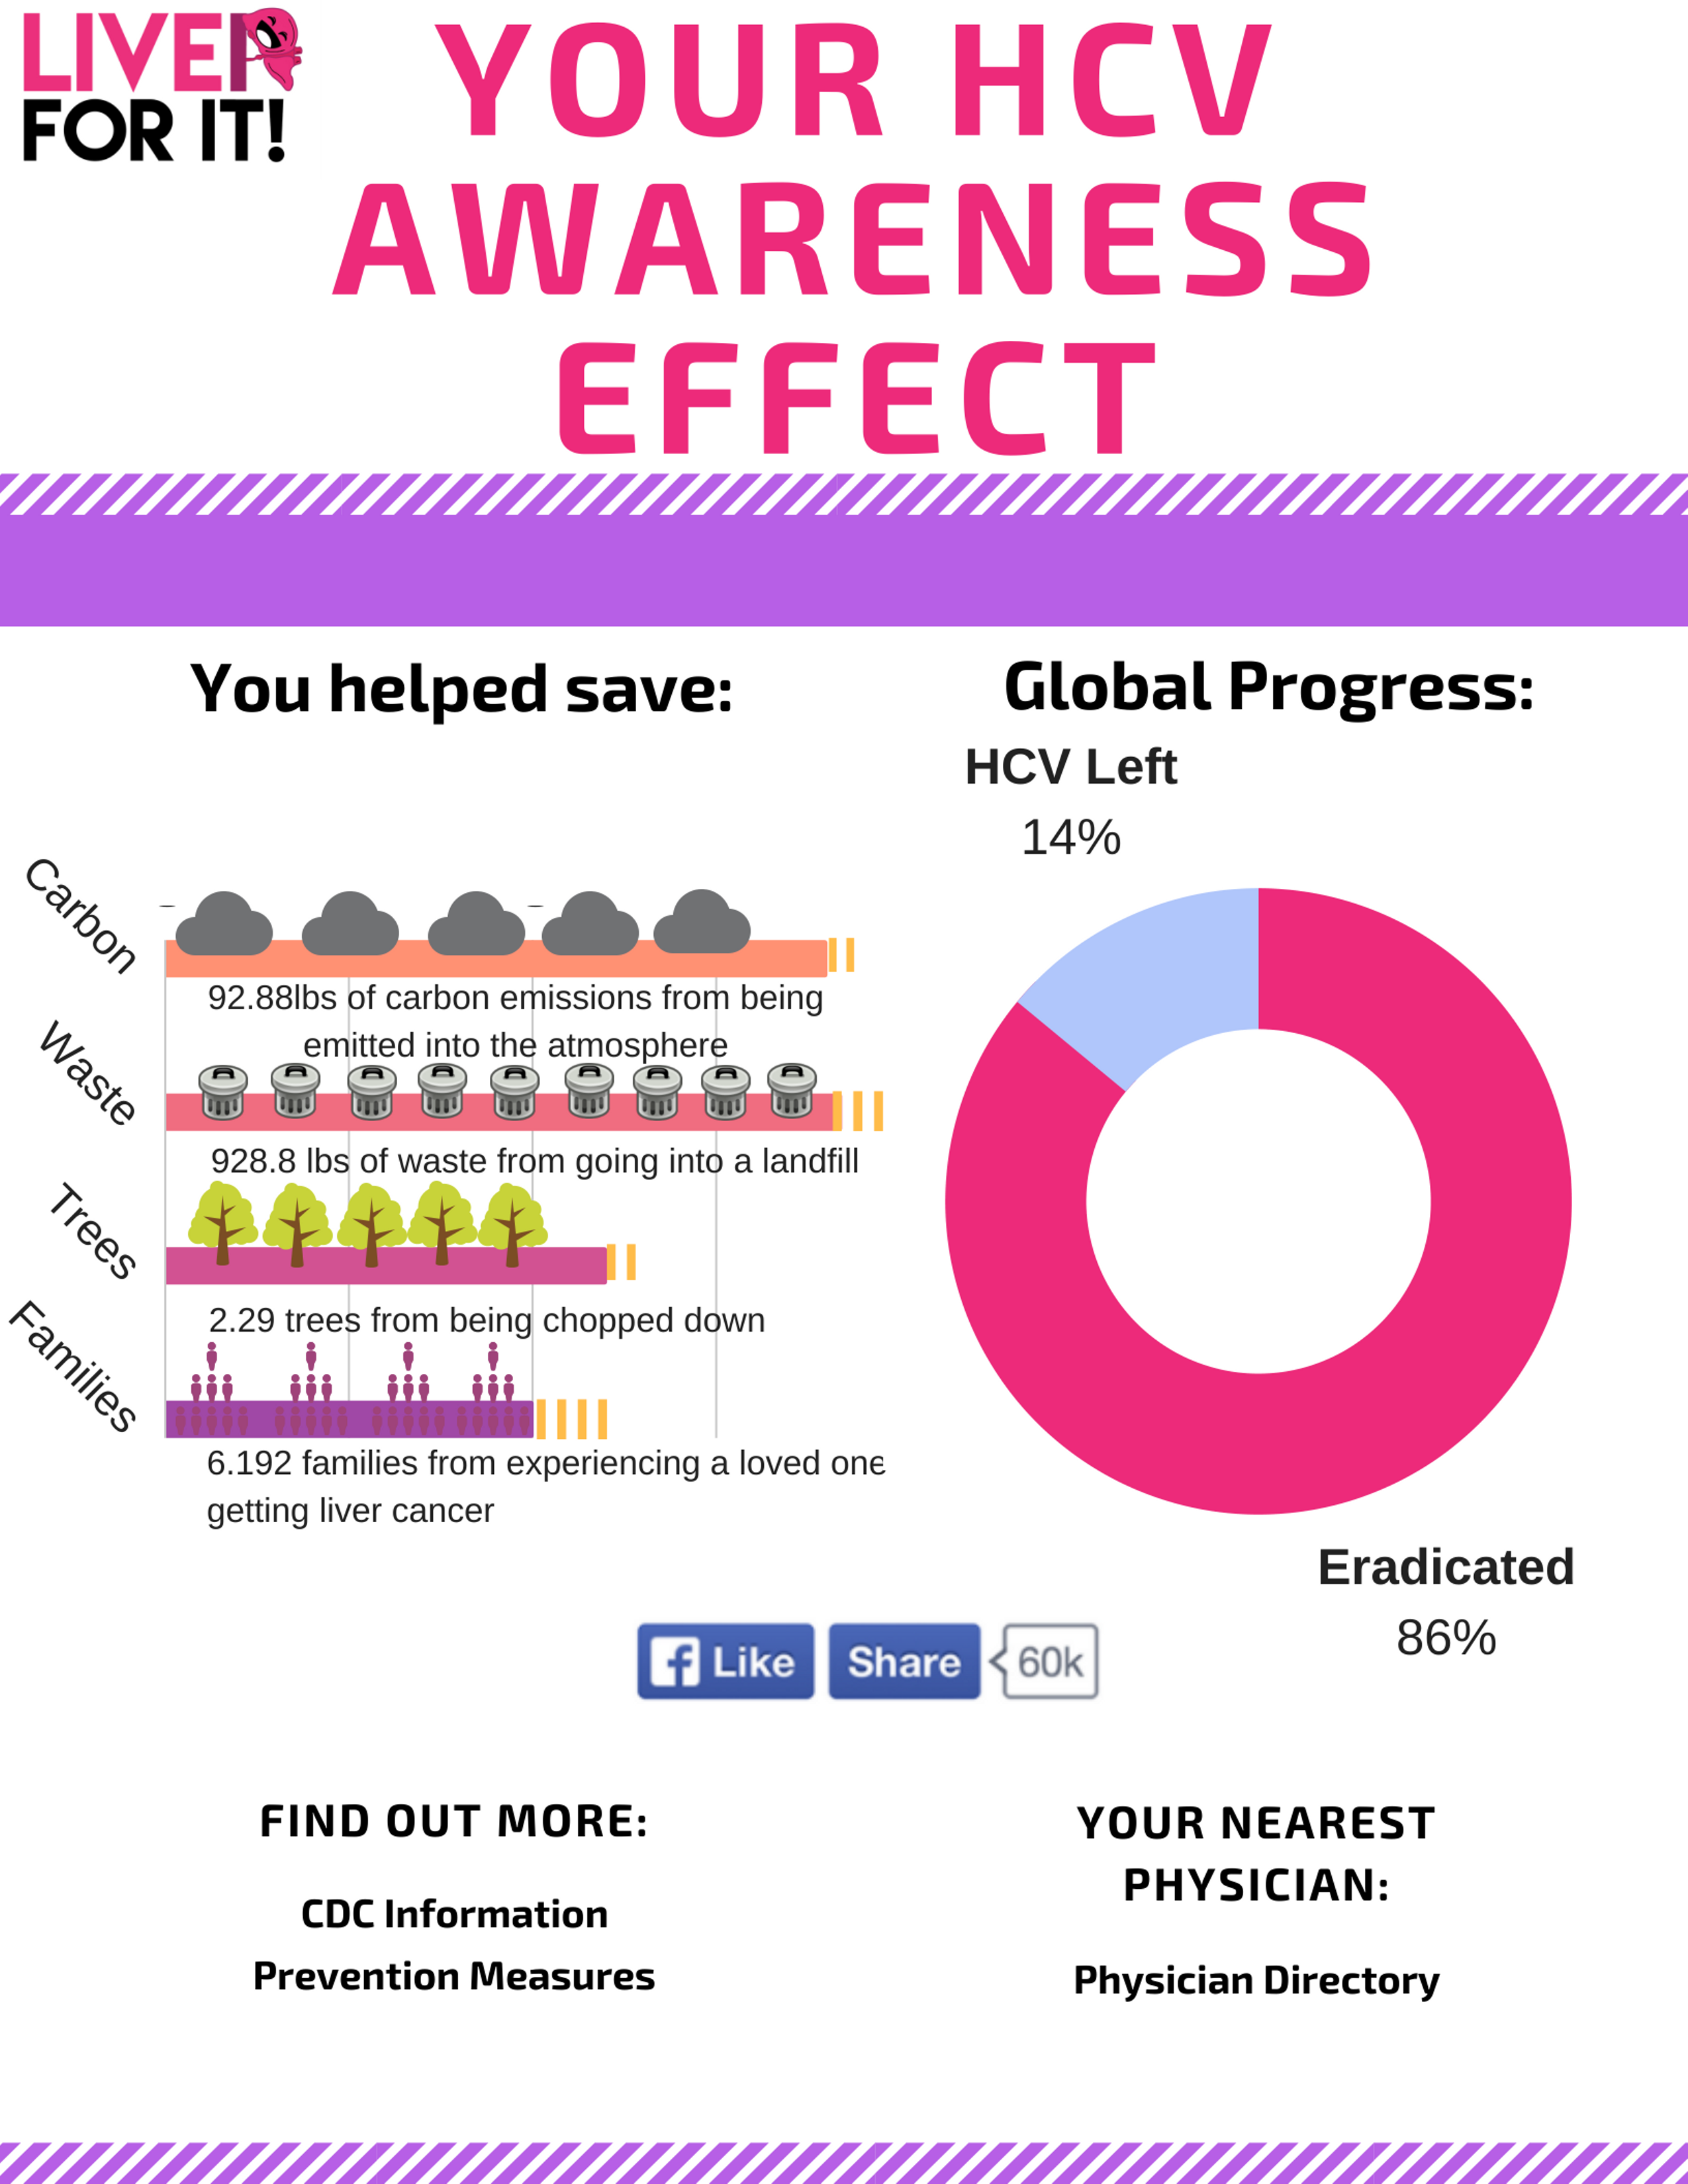 LIVER
FOR IT!
YOUR HCV
AWARENESS
EFFECT
You helped save:
Carbon
92.88lbs of carbon emissions from being
emitted into the atmosphere
Waste
928.8 lbs of waste from going into a landfill
Trees
2.29 trees from being chopped down
Families
6.192 families from experiencing a loved one
getting liver cancer
Global Progress:
HCV Left
14%
Eradicated
86%
f Like Share 60k
FIND OUT MORE:
CDC Information
Prevention Measures
YOUR NEAREST
PHYSICIAN:
Physician Directory